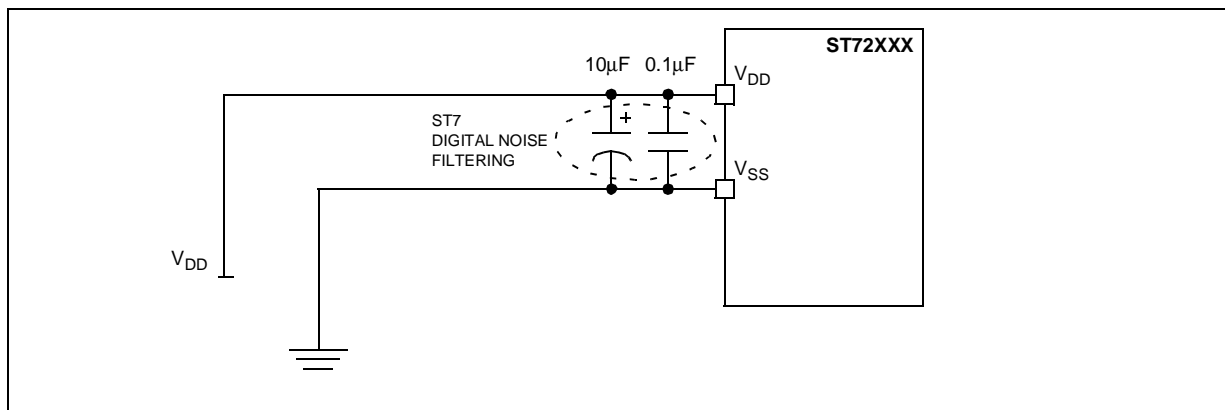 ST72XXX
10μF 0.1μF
VDD
+
ST7
DIGITAL NOISE
FILTERING
VSS
VDD